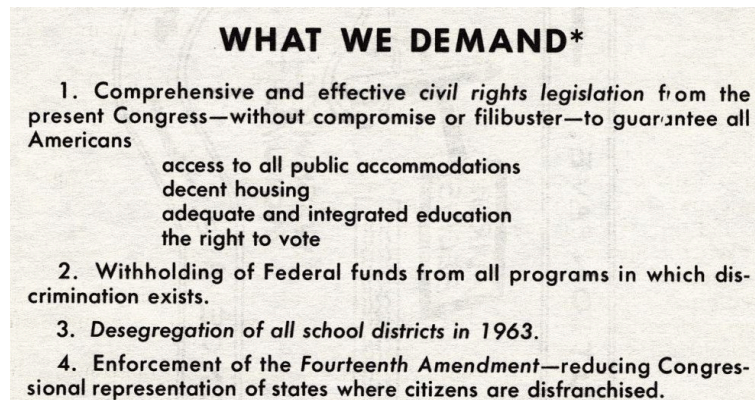 WHAT WE DEMAND*
1. Comprehensive and effective civil rights legislation from the
present Congress—without compromise or filibuster—to guarantee all
Americans
access to all public accommodations
decent housing
adequate and integrated education
the right to vote
2. Withholding of Federal funds from all programs in which dis-
crimination exists.
3. Desegregation of all school districts in 1963.
4. Enforcement of the Fourteenth Amendment—reducing Congres-
sional representation of states where citizens are disfranchised.